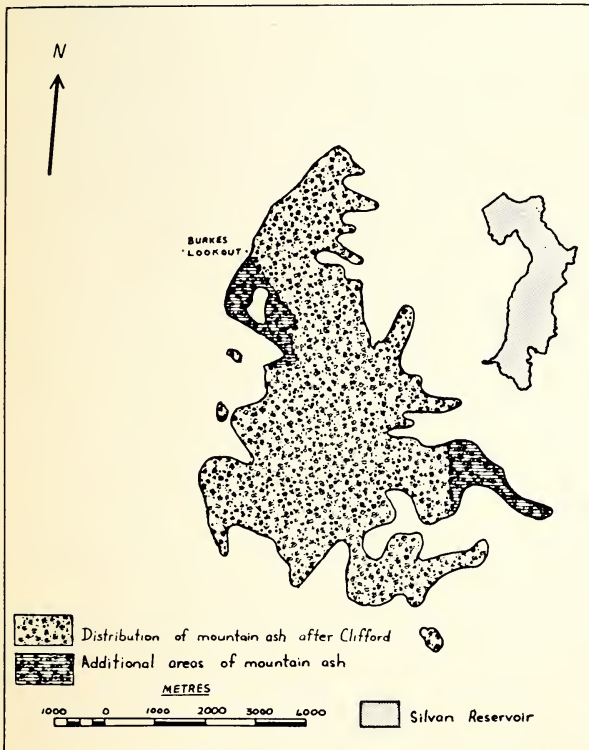 N
BURKES
LOOKOUT
Distribution of mountain ash after Clifford
Additional areas of mountain ash
METRES
1000 0 1000 2000 3000 4000
Silvan Reservoir